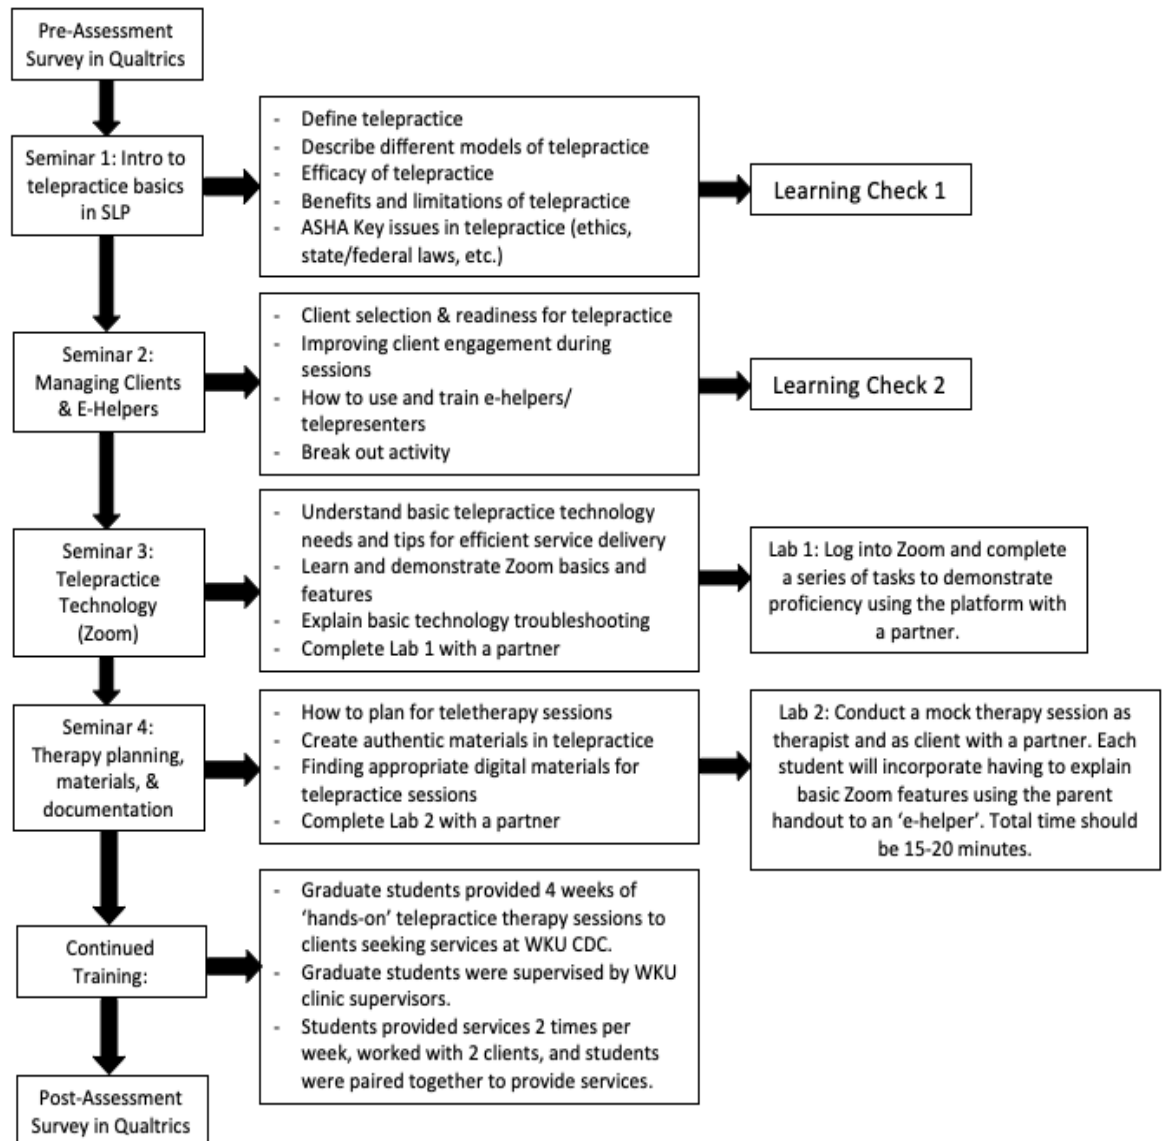 Pre-Assessment
Survey in Qualtrics
Seminar 1: Intro to
telepractice basics
in SLP
- Define telepractice
- Describe different models of telepractice
- Efficacy of telepractice
- Benefits and limitations of telepractice
- ASHA Key issues in telepractice (ethics,
state/federal laws, etc.)
Learning Check 1
Seminar 2:
Managing Clients
& E-Helpers
- Client selection & readiness for telepractice
- Improving client engagement during
sessions
- How to use and train e-helpers/
telepresenters
- Break out activity
Learning Check 2
Seminar 3:
Telepractice
Technology
(Zoom)
- Understand basic telepractice technology
needs and tips for efficient service delivery
- Learn and demonstrate Zoom basics and
features
- Explain basic technology troubleshooting
- Complete Lab 1 with a partner
Lab 1: Log into Zoom and complete
a series of tasks to demonstrate
proficiency using the platform with
a partner.
Seminar 4:
Therapy planning,
materials, &
documentation
- How to plan for teletherapy sessions
- Create authentic materials in telepractice
- Finding appropriate digital materials for
telepractice sessions
- Complete Lab 2 with a partner
Lab 2: Conduct a mock therapy session as
therapist and as client with a partner. Each
student will incorporate having to explain
basic Zoom features using the parent
handout to an ‘e-helper’. Total time should
be 15-20 minutes.
Continued
Training:
- Graduate students provided 4 weeks of
‘hands-on’ telepractice therapy sessions to
clients seeking services at WKU CDC.
- Graduate students were supervised by WKU
clinic supervisors.
- Students provided services 2 times per
week, worked with 2 clients, and students
were paired together to provide services.
Post-Assessment
Survey in Qualtrics